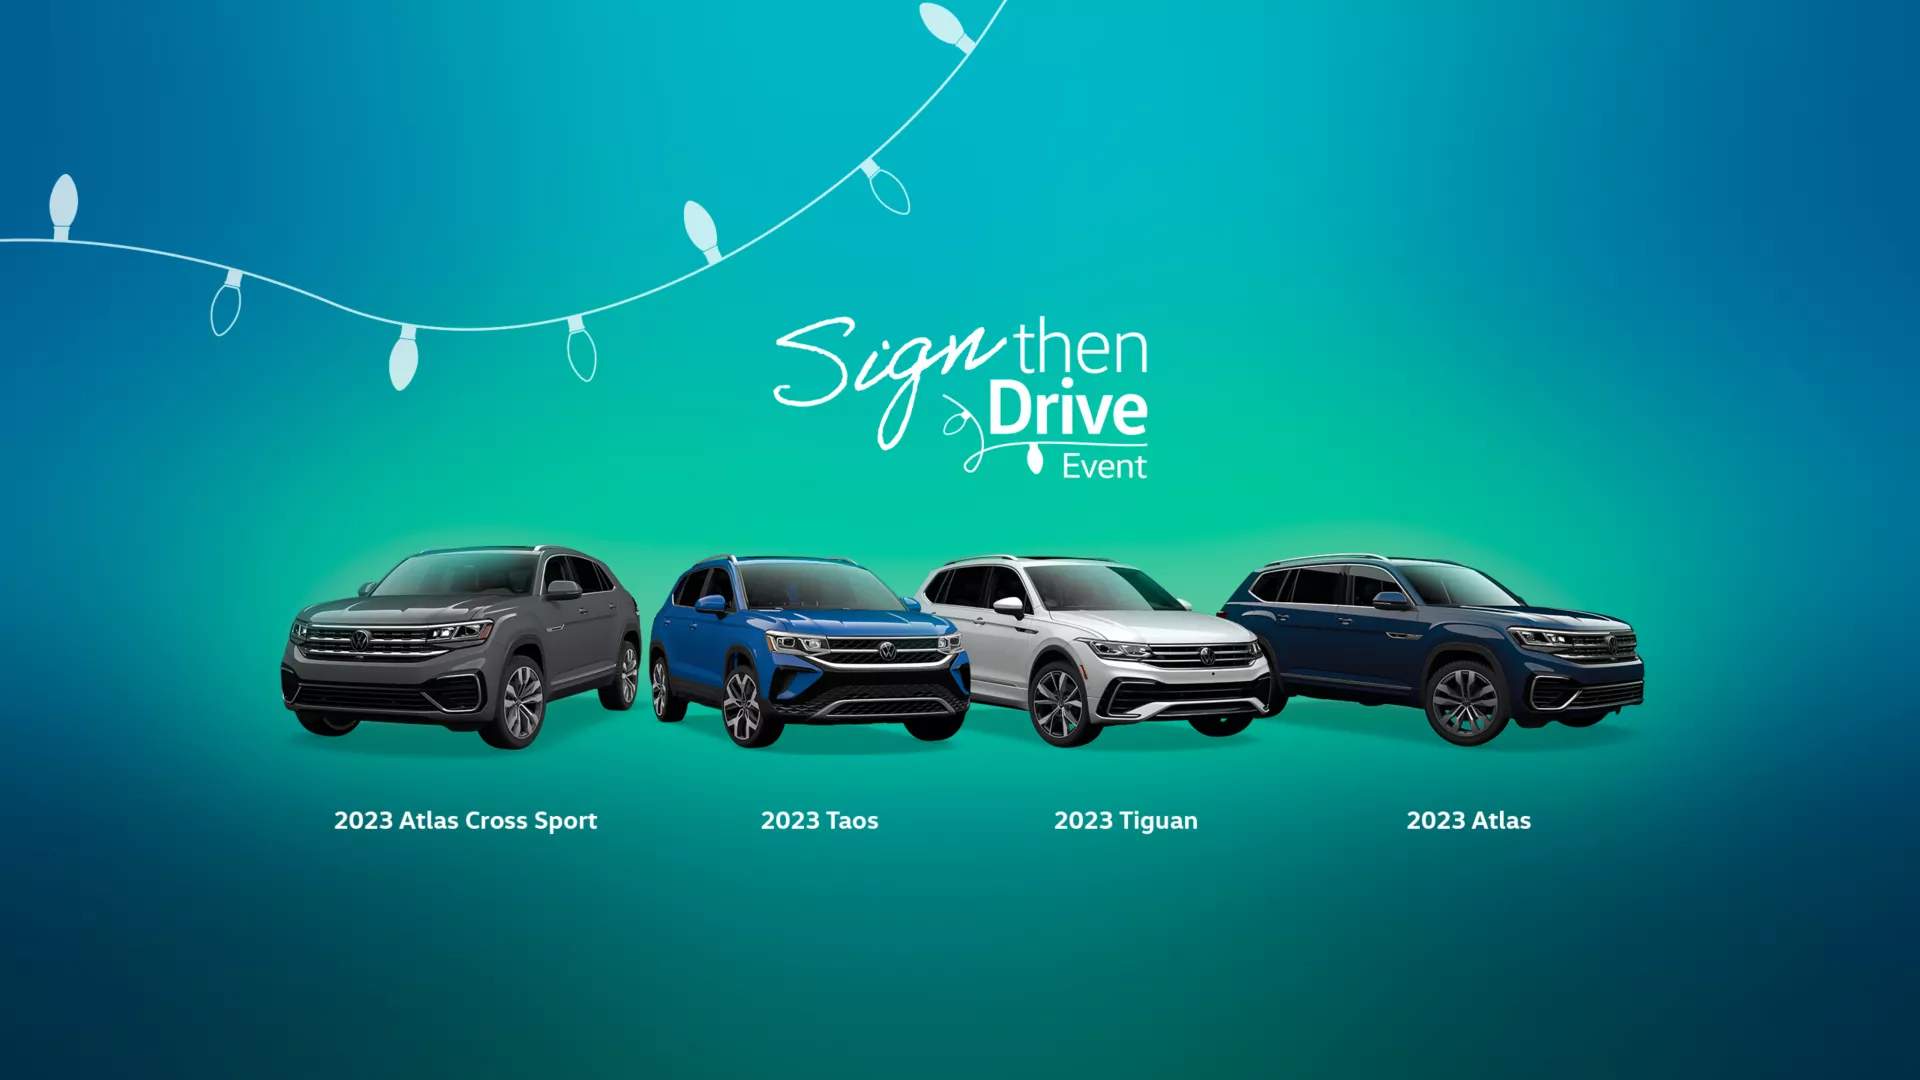 Sign then
Drive
Event
2023 Atlas Cross Sport
2023 Taos
2023 Tiguan
2023 Atlas